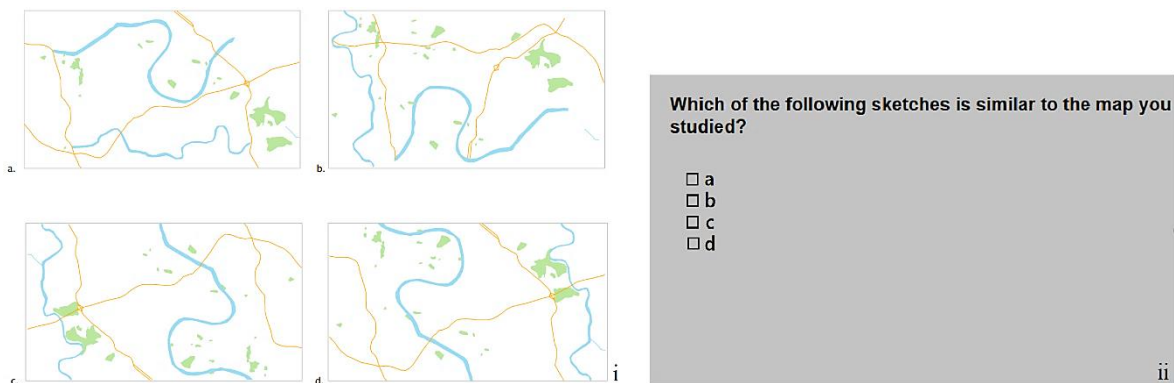 a.
b.
c.
d.
i
Which of the following sketches is similar to the map you
studied?
a
b
c
d
ii